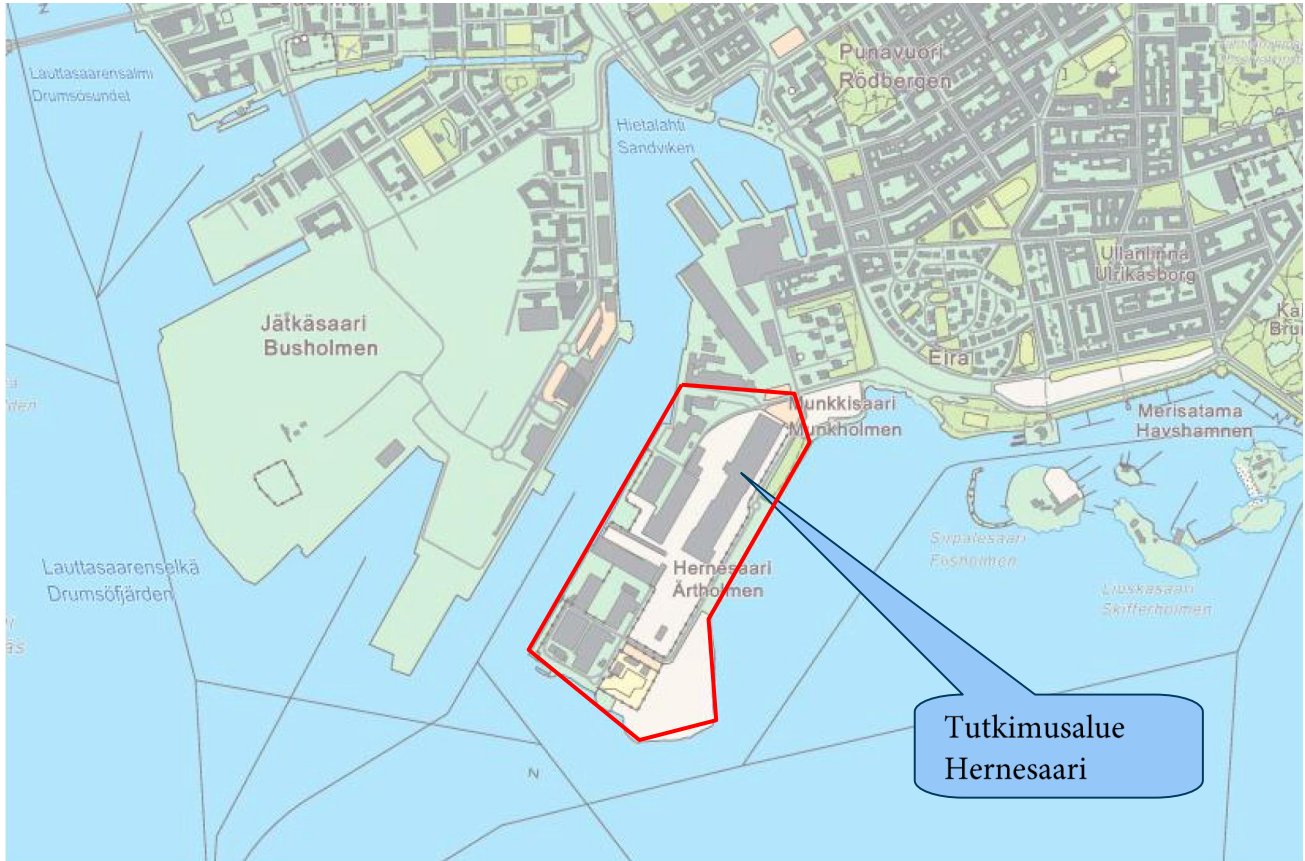 Lauttasaarensalmi
Drumsösundet
Hietalahti
Sandviken
Punavuori
Rödbergen
Ullanlinna
Ulrikasborg
Jätkäsaari
Busholmen
Eira
Munkkisaari
Munkholmen
Merisatama
Havshamnen
Sirpalesaari
Flisholmen
Liuskasaari
Skifferholmen
Lauttasaarenselkä
Drumsöfjärden
Hernesaari
Ärtholmen
Tutkimusalue
Hernesaari
N